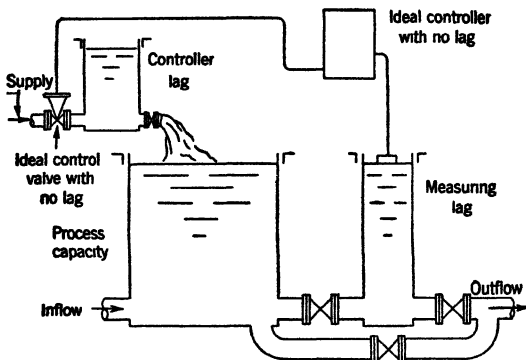 Ideal controller
with no lag
Controller
lag
Supply
Ideal control
valve with
no lag
Measuring
lag
Process
capacity
Inflow
Outflow